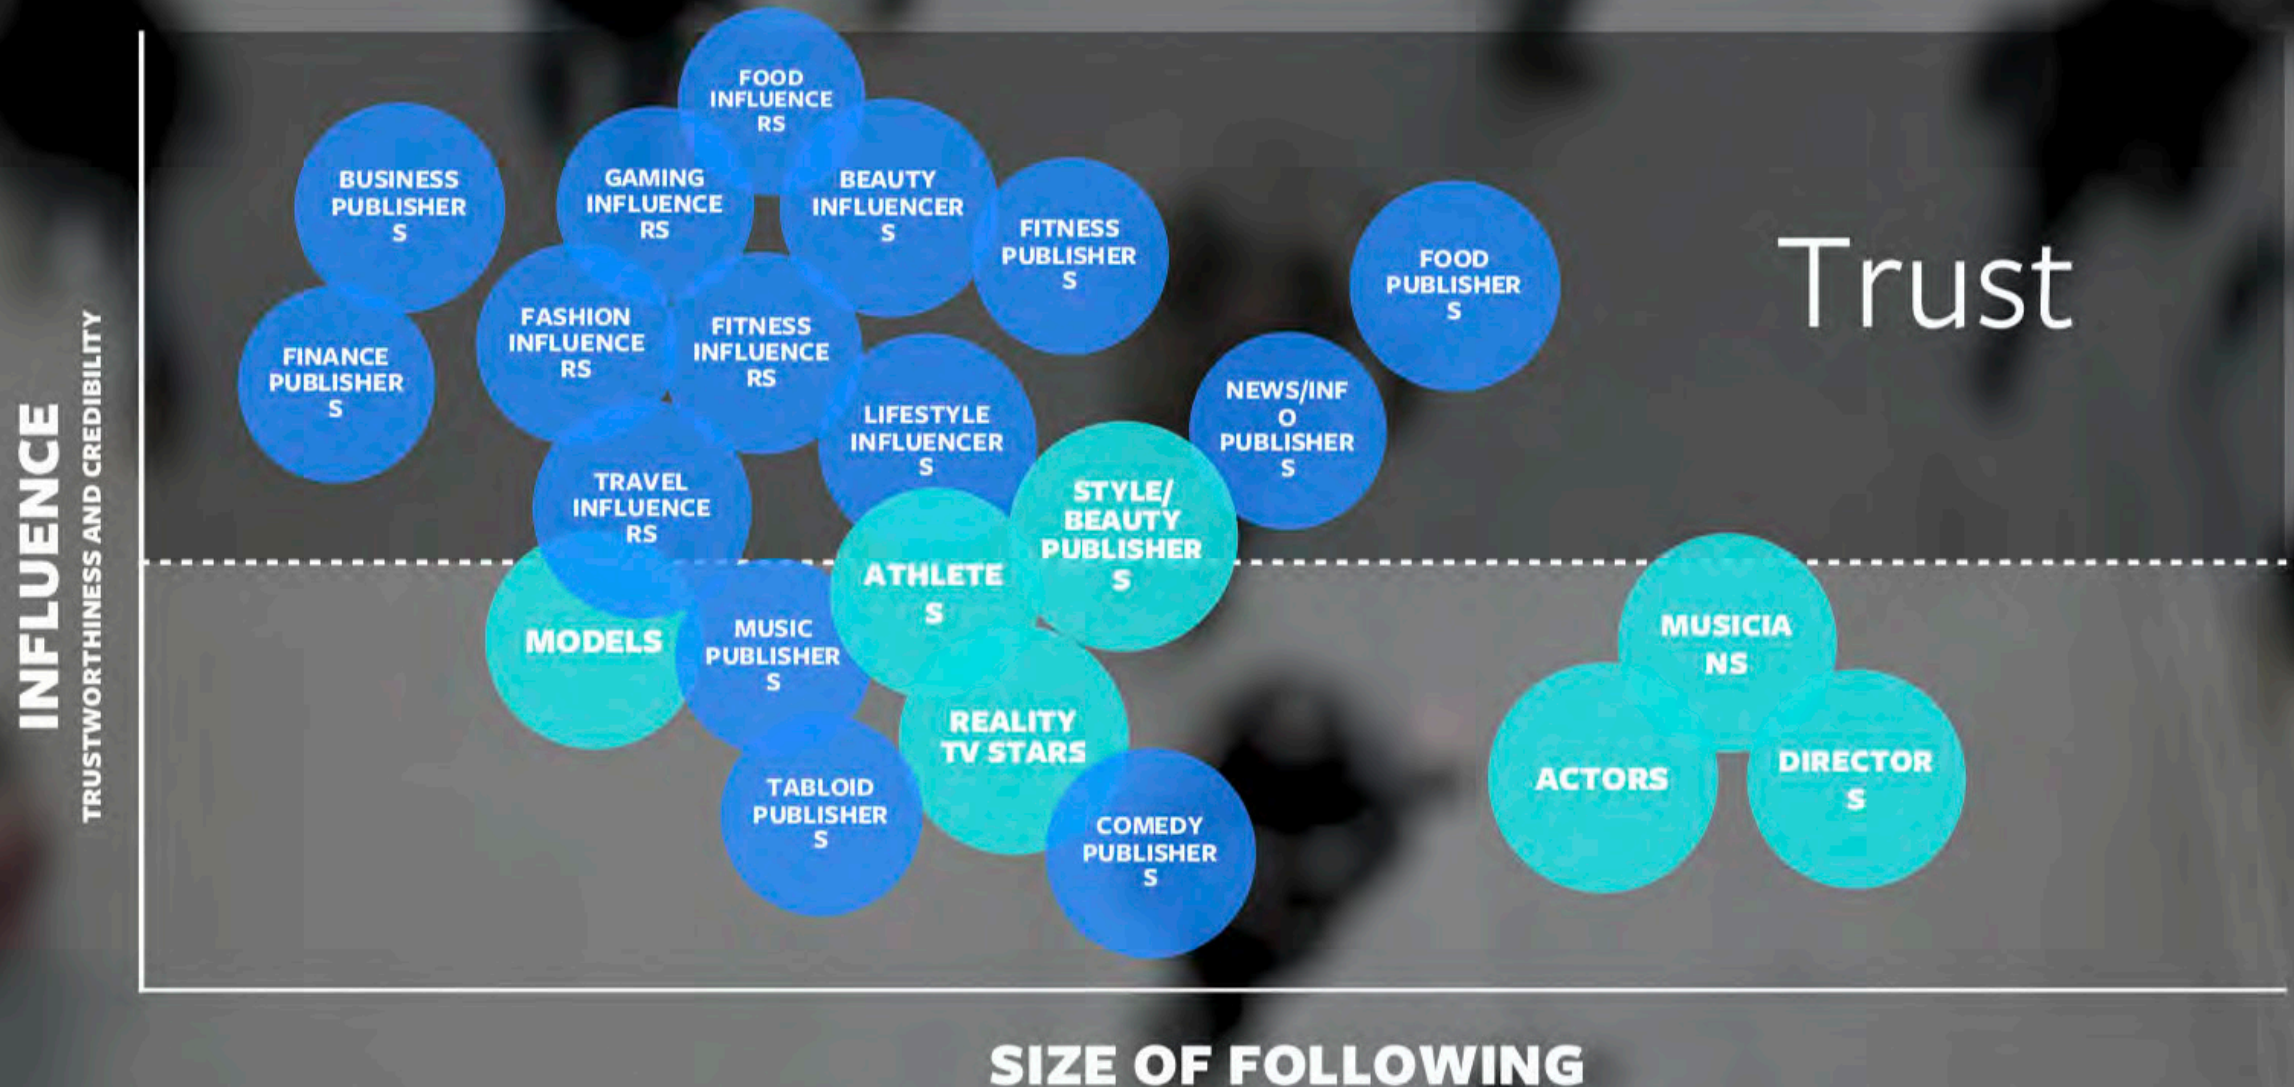 FOOD
INFLUENCE
RS
BUSINESS
PUBLISHER
S
GAMING
INFLUENCE
RS
BEAUTY
INFLUENCER
S
FITNESS
PUBLISHER
S
FOOD
PUBLISHER
S
Trust
FINANCE
PUBLISHER
S
FASHION
INFLUENCE
RS
FITNESS
INFLUENCE
RS
LIFESTYLE
INFLUENCER
S
NEWS/INF
O
PUBLISHER
S
TRAVEL
INFLUENCE
RS
STYLE/
BEAUTY
PUBLISHER
S
ATHLETE
S
MODELS
MUSIC
PUBLISHER
S
MUSICIA
NS
REALITY
TV STARS
ACTORS
DIRECTOR
S
TABLOID
PUBLISHER
S
COMEDY
PUBLISHER
S
INFLUENCE
TRUSTWORTHINESS AND CREDIBILITY
SIZE OF FOLLOWING